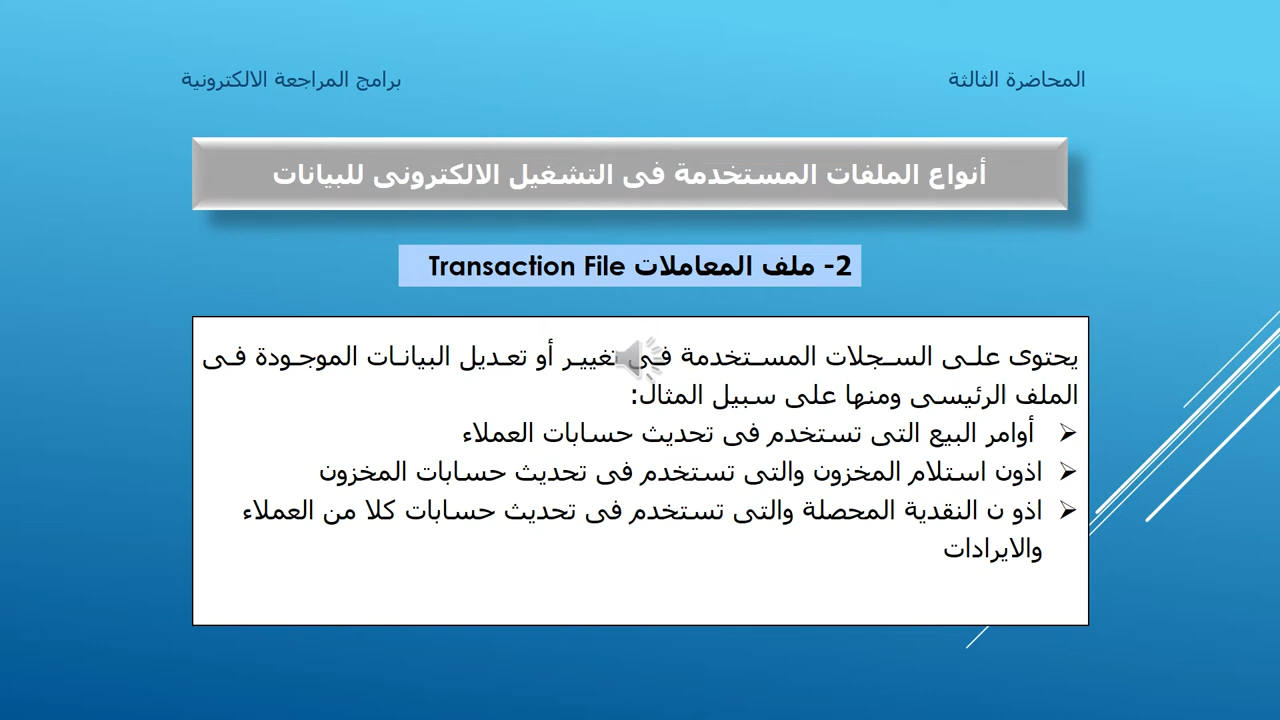 المحاضرة الثالثة
برامج المراجعة الالكترونية
أنواع الملفات المستخدمة فى التشغيل الالكترونى للبيانات
2- ملف المعاملات Transaction File
يحتوى على السجلات المستخدمة فى تغيير أو تعديل البيانات الموجودة فى
الملف الرئيسى ومنها على سبيل المثال:
أوامر البيع التى تستخدم فى تحديث حسابات العملاء
اذون استلام المخزون والتى تستخدم فى تحديث حسابات المخزون
اذو ن النقدية المحصلة والتى تستخدم فى تحديث حسابات كلا من العملاء
والايرادات